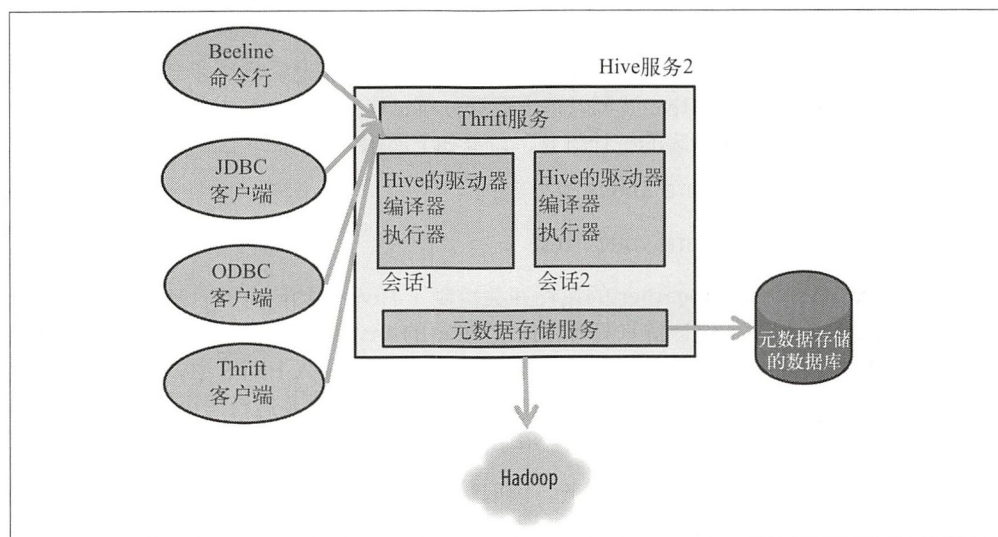 Beeline
命令行
JDBC
客户端
ODBC
客户端
Thrift
客户端
Hive服务2
Thrift服务
Hive的驱动器
编译器
执行器
会话1
Hive的驱动器
编译器
执行器
会话2
元数据存储服务
元数据存储
的数据库
Hadoop